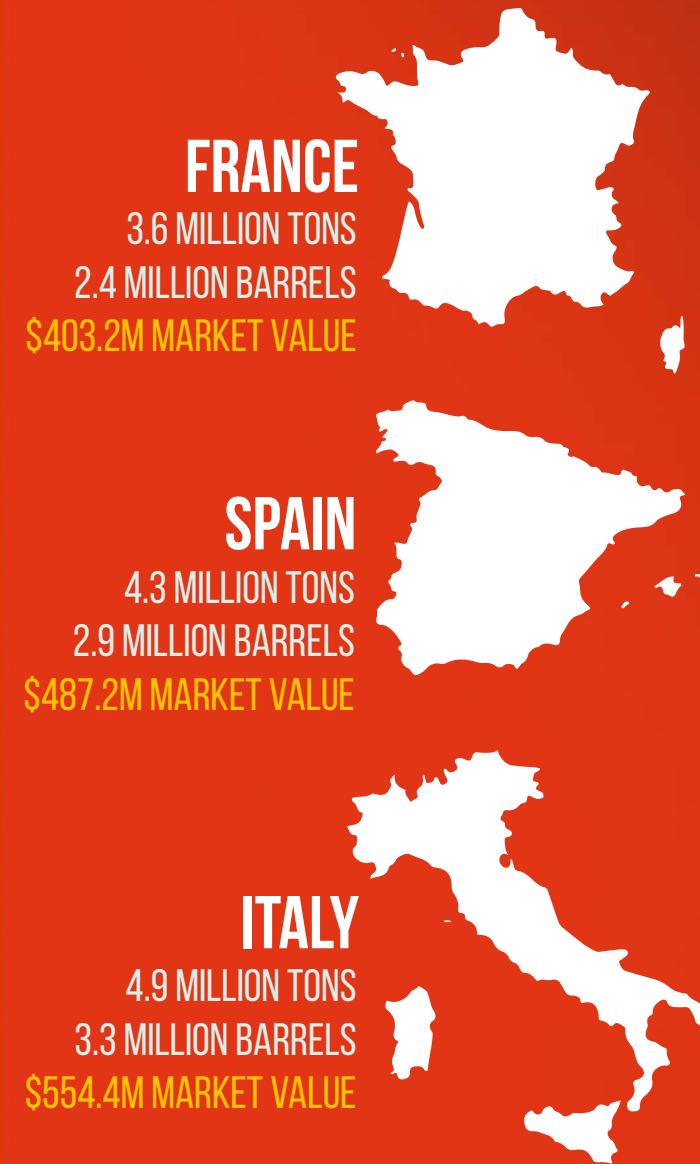 FRANCE
3.6 MILLION TONS
2.4 MILLION BARRELS
$403.2M MARKET VALUE
SPAIN
4.3 MILLION TONS
2.9 MILLION BARRELS
$487.2M MARKET VALUE
ITALY
4.9 MILLION TONS
3.3 MILLION BARRELS
$554.4M MARKET VALUE